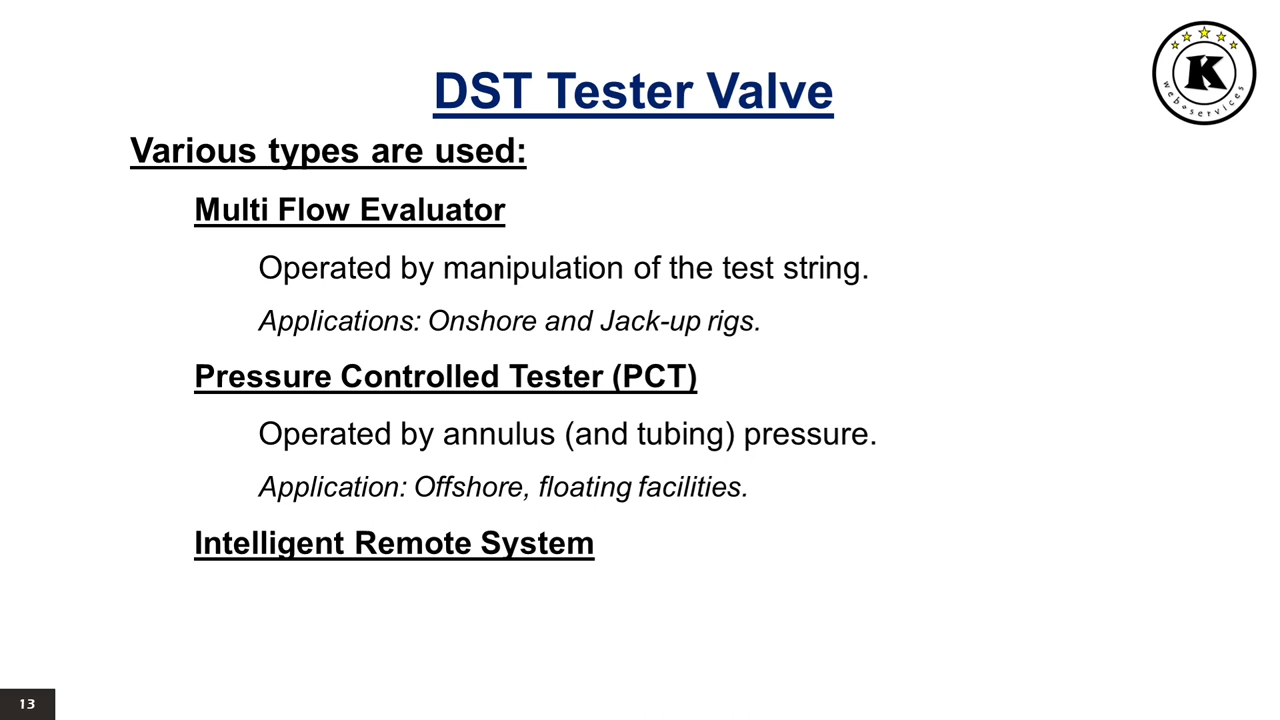 DST Tester Valve
K
web services
Various types are used:
Multi Flow Evaluator
Operated by manipulation of the test string.
Applications: Onshore and Jack-up rigs.
Pressure Controlled Tester (PCT)
Operated by annulus (and tubing) pressure.
Application: Offshore, floating facilities.
Intelligent Remote System
13